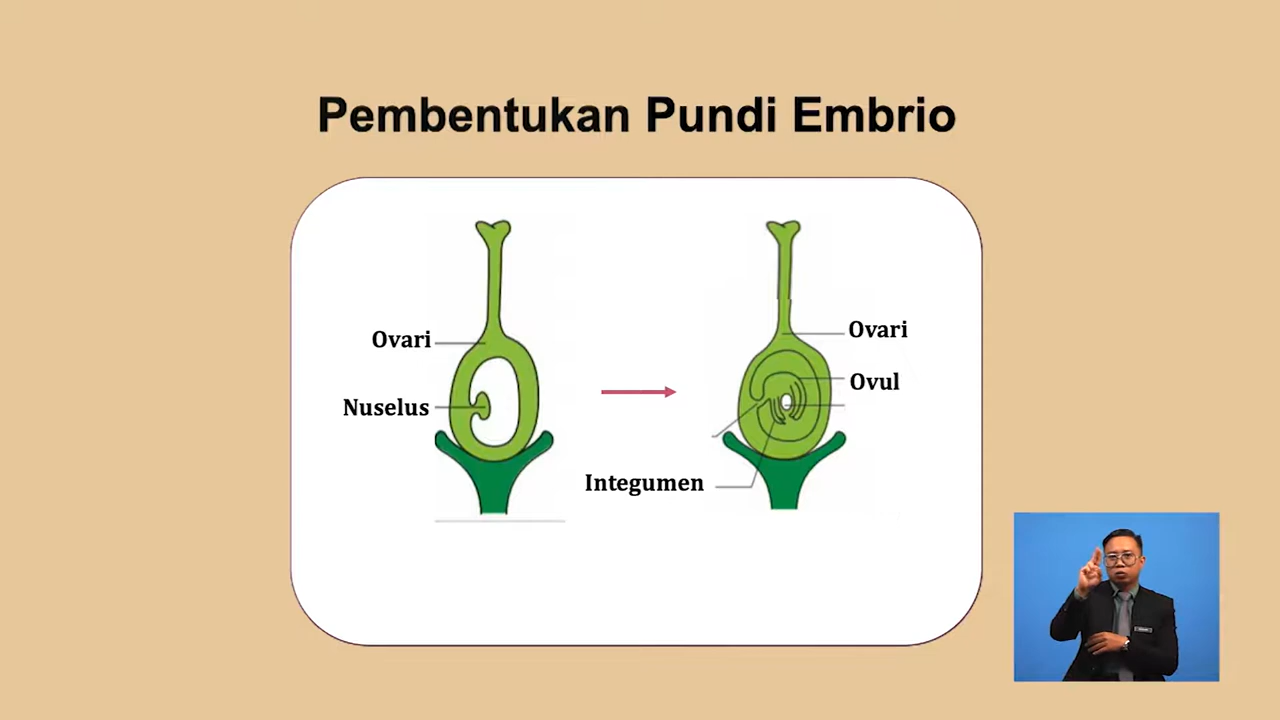 Pembentukan Pundi Embrio
Ovari
Nuselus
Ovari
Ovul
Integumen